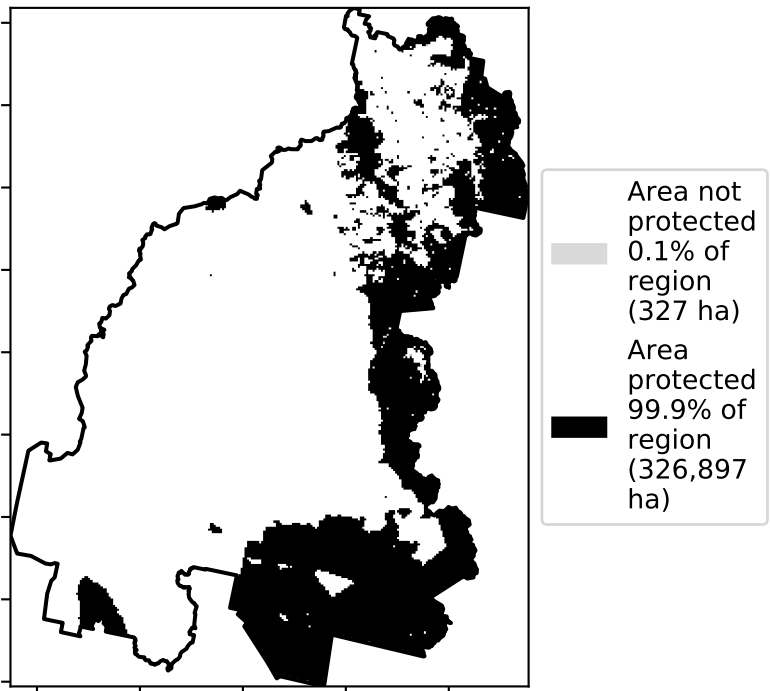 Area not
protected
0.1% of
region
(327 ha)
Area
protected
99.9% of
region
(326,897
ha)